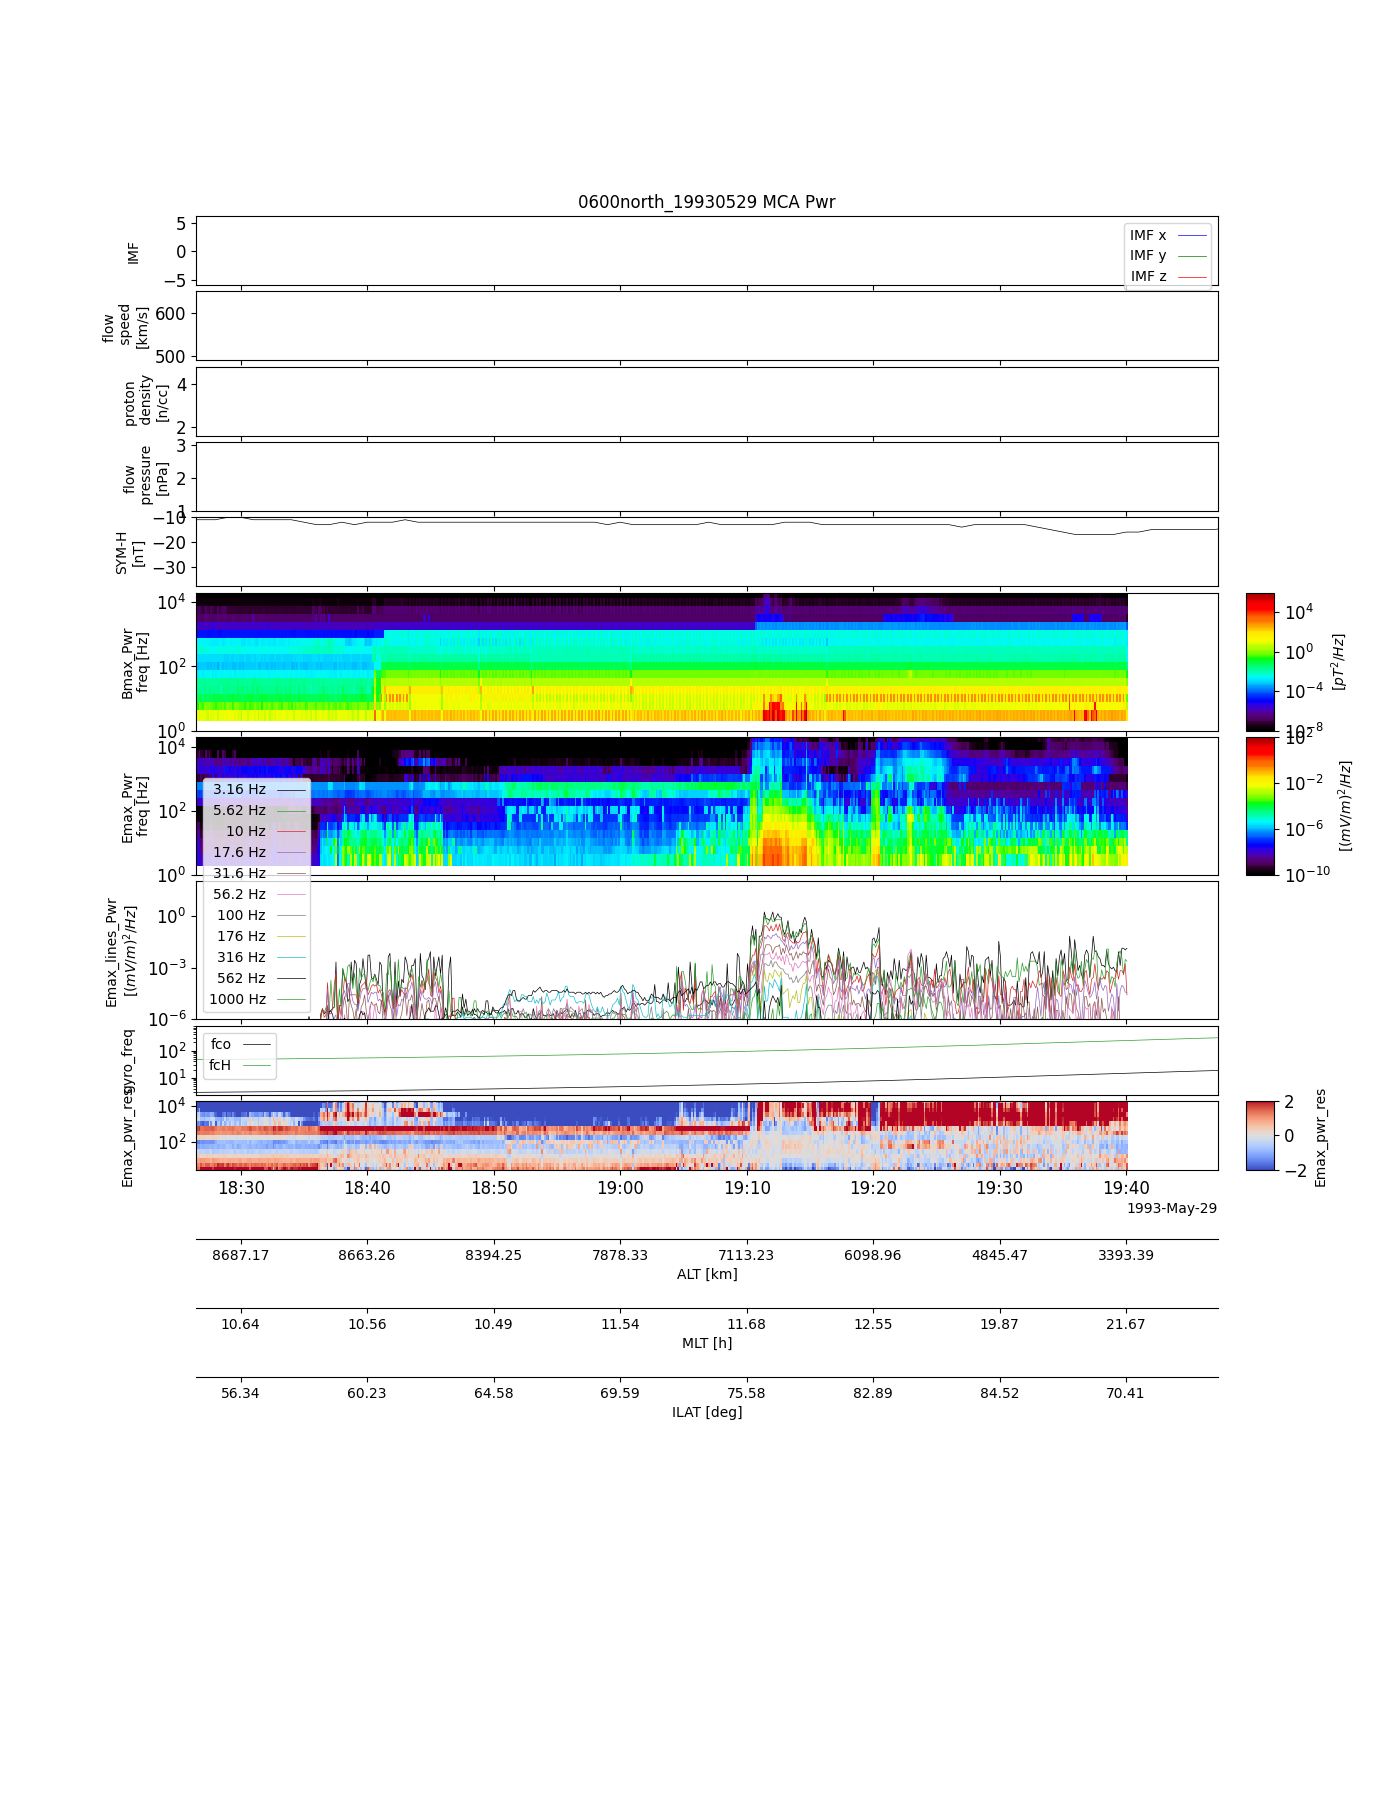 0600north_19930529 MCA Pwr
5
0
−5
IMF
IMF x
IMF y
IMF z
600
500
flow
speed
[km/s]
4
2
proton
density
[n/cc]
3
2
1
flow
pressure
[nPa]
−10
−20
−30
SYM-H
[nT]
10^4
10^2
10^0
Bmax_Pwr
freq [Hz]
10^4
10^0
10^−4
10^−8
[pT^2/Hz]
10^4
10^2
10^0
Emax_Pwr
freq [Hz]
10^2
10^−2
10^−6
10^−10
[(mV/m)^2/Hz]
3.16 Hz
5.62 Hz
10 Hz
17.6 Hz
31.6 Hz
56.2 Hz
100 Hz
176 Hz
316 Hz
562 Hz
1000 Hz
10^0
10^−3
10^−6
Emax_lines_Pwr
[(mV/m)^2/Hz]
fco
fcH
10^2
10^1
gyro_freq
10^4
10^2
Emax_pwr_res
2
0
−2
Emax_pwr_res
18:30 18:40 18:50 19:00 19:10 19:20 19:30 19:40
1993-May-29
8687.17 8663.26 8394.25 7878.33 7113.23 6098.96 4845.47 3393.39
ALT [km]
10.64 10.56 10.49 11.54 11.68 12.55 19.87 21.67
MLT [h]
56.34 60.23 64.58 69.59 75.58 82.89 84.52 70.41
ILAT [deg]